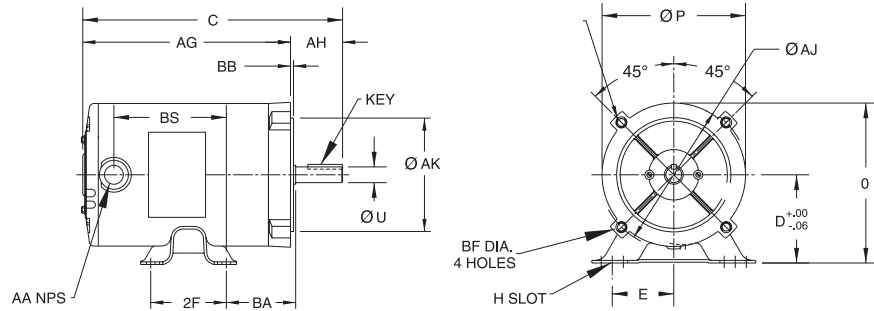 C
AG
AH
BB
KEY
BS
Ø AK
Ø U
AA NPS
2F
BA
Ø P
Ø AJ
45°
45°
O
D +.00
-.06
BF DIA.
4 HOLES
H SLOT
E